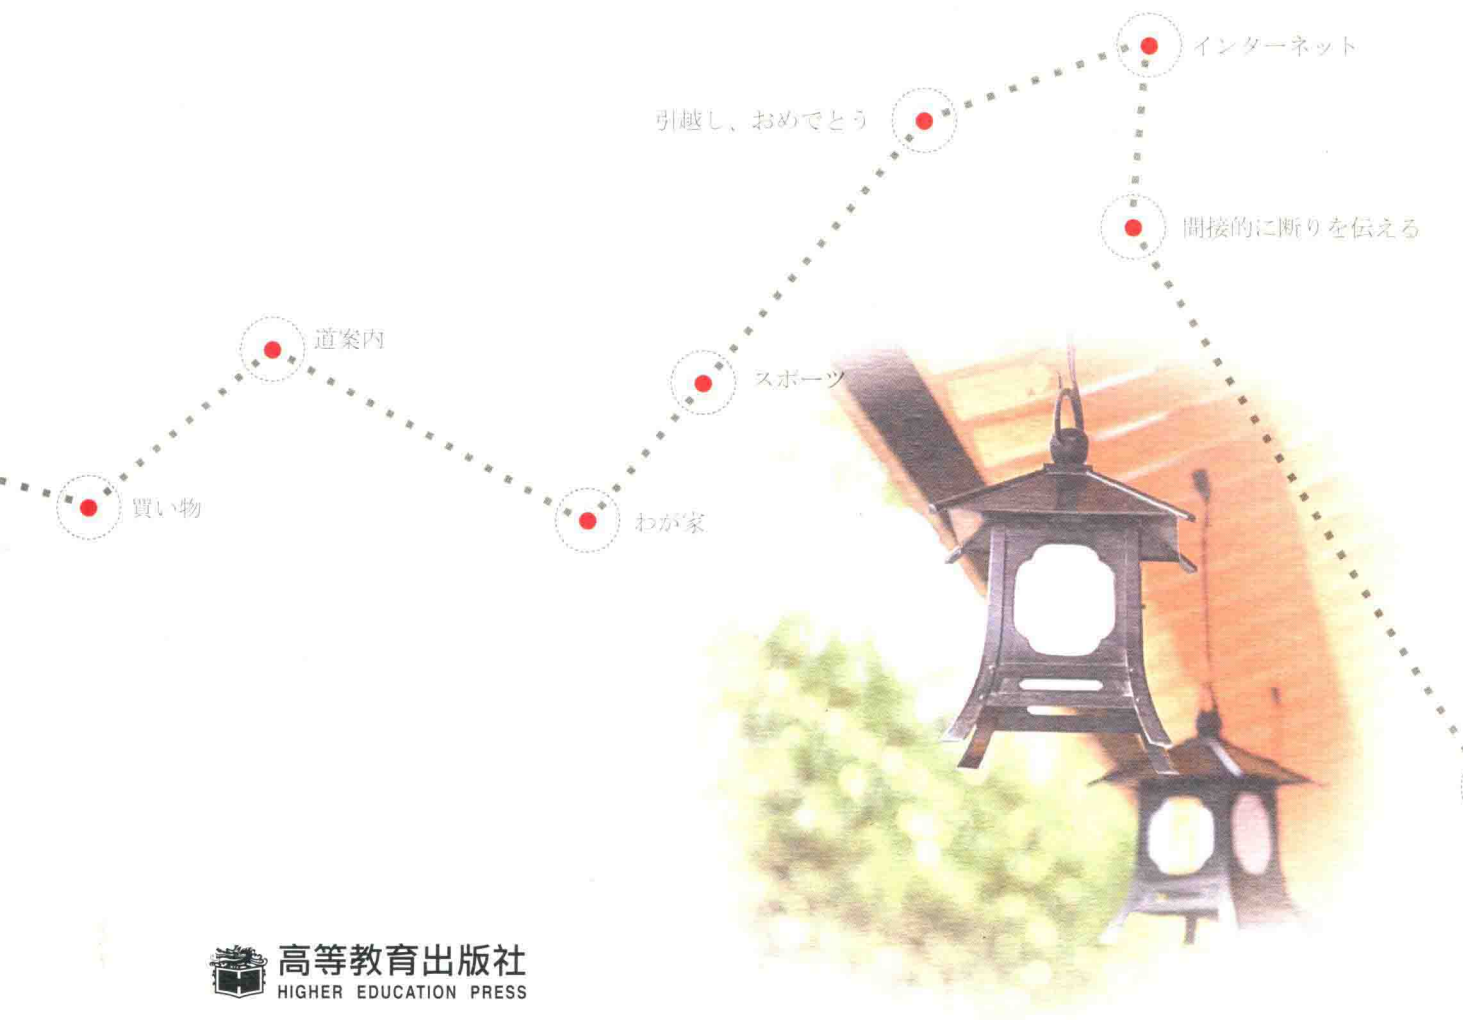 インターネット
引越し、おめでとう
間接的に断りを伝える
道案内
スポーツ
買い物
わが家
高等教育出版社
HIGHER EDUCATION PRESS